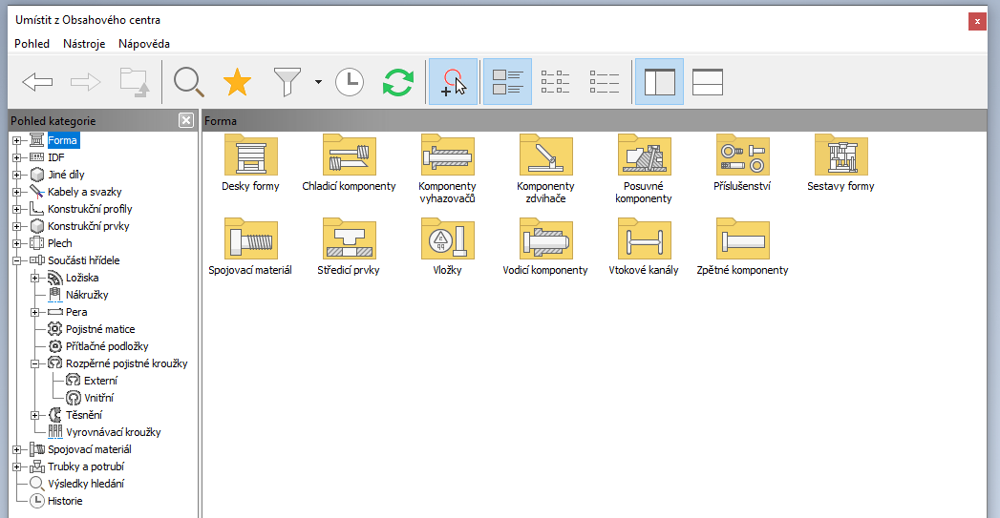 Umístit z Obsahového centra
Pohled Nástroje Nápověda
Pohled kategorie
Forma
IDF
Jiné díly
Kabely a svazky
Konstrukční profily
Konstrukční prvky
Plech
Součásti hřídele
Ložiska
Nákružky
Pera
Pojistné matice
Přítlačné podložky
Rozpěrné pojistné kroužky
Externí
Vnitřní
Těsnění
Vyrovnávací kroužky
Spojovací materiál
Trubky a potrubí
Výsledky hledání
Historie
Forma
Desky formy
Chladicí komponenty
Komponenty
vyhazovačů
Komponenty
zdvihače
Posuvné
komponenty
Příslušenství
Sestavy formy
Spojovací materiál
Středicí prvky
Vložky
Vodicí komponenty
Vtokové kanály
Zpětné komponenty